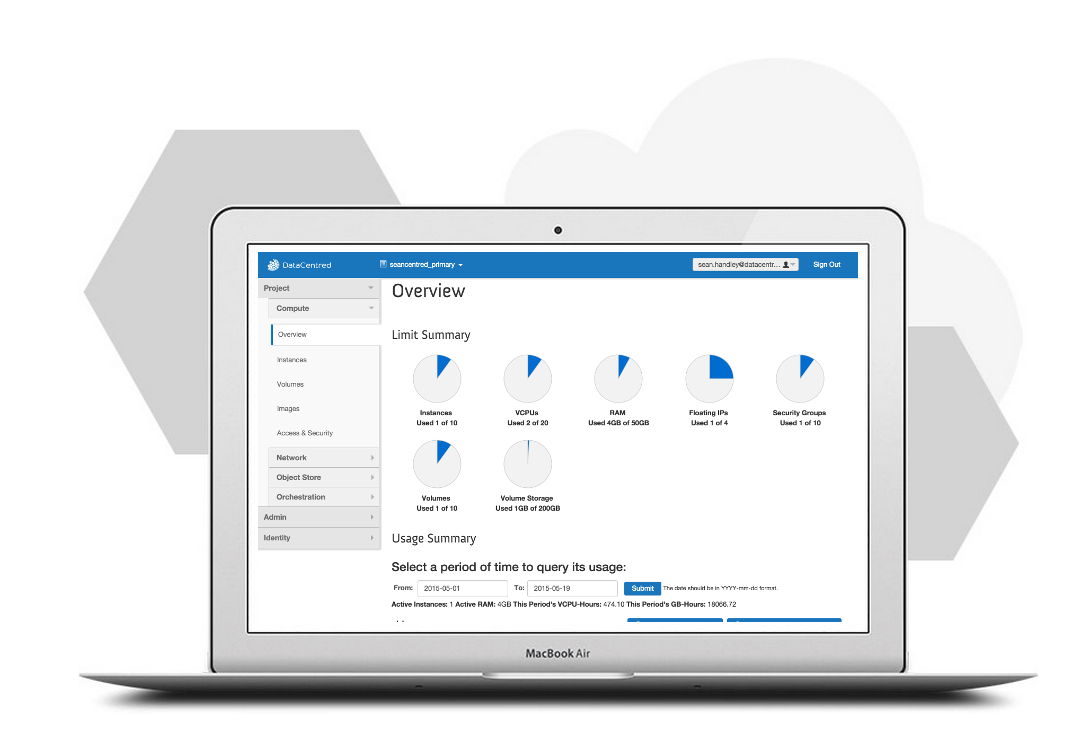 DataCentred
seancentred_primary
sean.handley@datacentr...
Sign Out
Project
Compute
Overview
Instances
Volumes
Images
Access & Security
Network
Object Store
Orchestration
Admin
Identity
Overview
Limit Summary
Instances
Used 1 of 10
VCPUs
Used 2 of 20
RAM
Used 4GB of 50GB
Floating IPs
Used 1 of 4
Security Groups
Used 1 of 10
Volumes
Used 1 of 10
Volume Storage
Used 1GB of 200GB
Usage Summary
Select a period of time to query its usage:
From: 2015-05-01 To: 2015-05-19 Submit The date should be in YYYY-mm-dd format.
Active Instances: 1 Active RAM: 4GB This Period's VCPU-Hours: 474.10 This Period's GB-Hours: 18066.72
MacBook Air